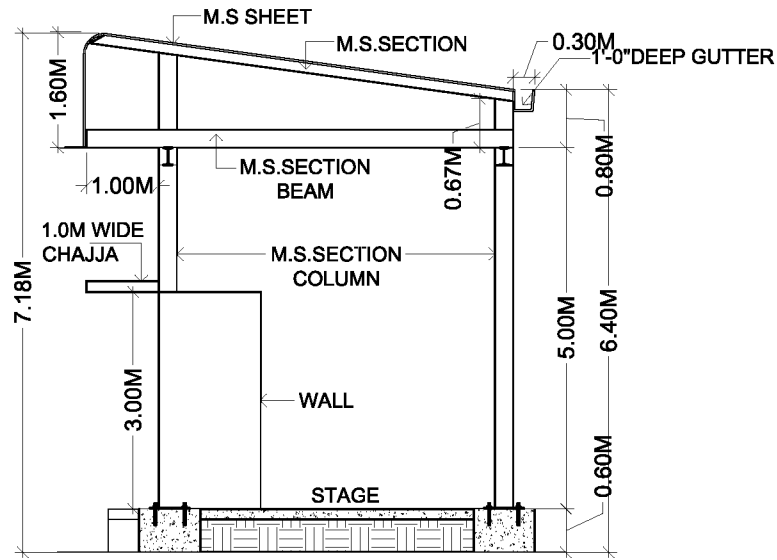 M.S SHEET
M.S.SECTION
0.30M
1'-0"DEEP GUTTER
1.60M
0.67M
0.80M
M.S.SECTION
BEAM
1.00M
1.0M WIDE
CHAJJA
M.S.SECTION
COLUMN
7.18M
5.00M
6.40M
3.00M
WALL
STAGE
0.60M